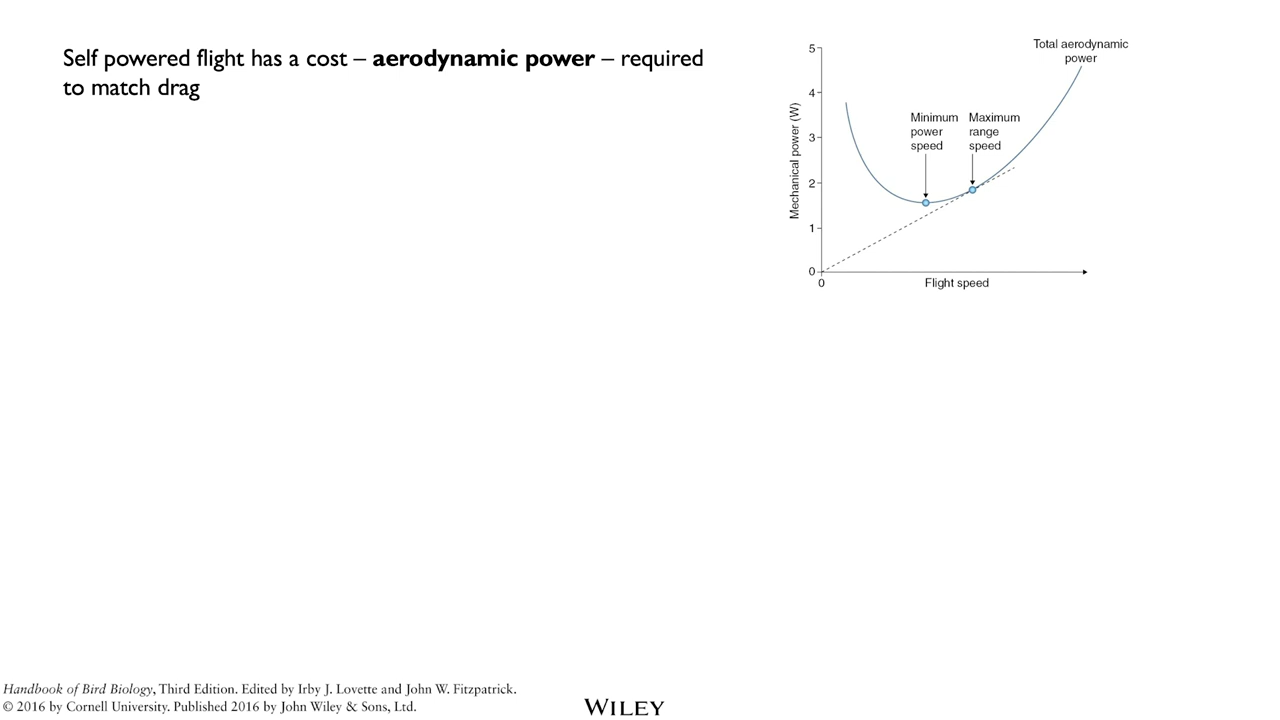 Self powered flight has a cost – aerodynamic power – required
to match drag
Total aerodynamic
power
5
4
3
2
1
0
Mechanical power (W)
Minimum
power
speed
Maximum
range
speed
0
Flight speed
Handbook of Bird Biology, Third Edition. Edited by Irby J. Lovette and John W. Fitzpatrick.
© 2016 by Cornell University. Published 2016 by John Wiley & Sons, Ltd.
WILEY